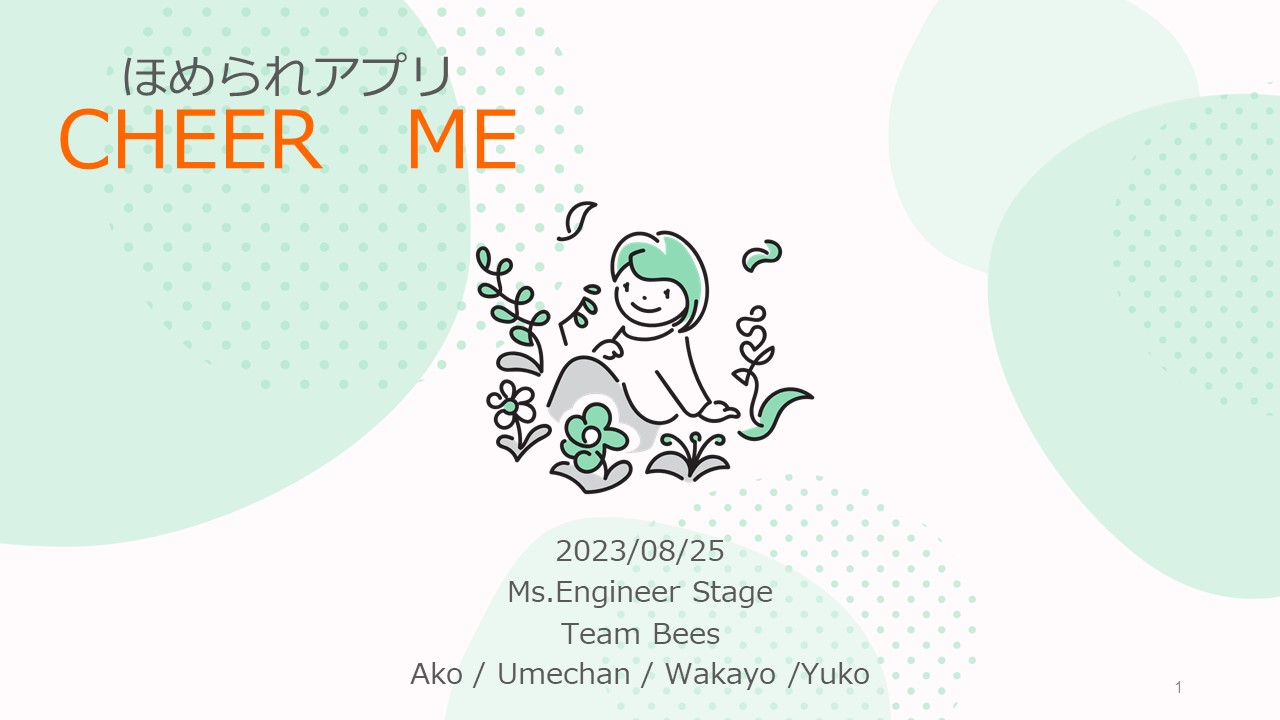 ほめられアプリ
CHEER　ME
2023/08/25
Ms.Engineer Stage
Team Bees
Ako / Umechan / Wakayo /Yuko
1